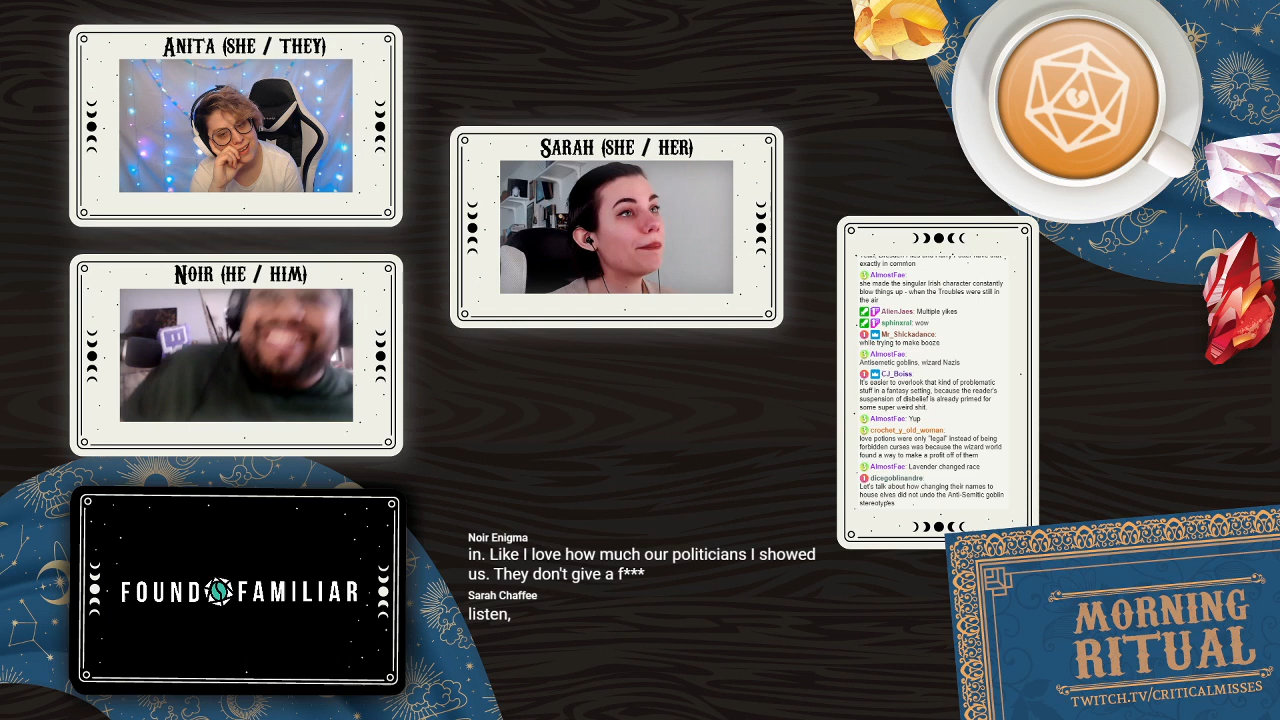 ANITA (SHE / THEY)
SARAH (SHE / HER)
NOIR (HE / HIM)
exactly in common
AlmostFae:
she made the singular Irish character constantly
blow things up - when the Troubles were still in
the air
AlienJaes: Multiple yikes
sphinxral: wow
Mr_Shickadance:
while trying to make booze
AlmostFae:
Antisemetic goblins, wizard Nazis
CJ_Boiss:
It's easier to overlook that kind of problematic
stuff in a fantasy setting, because the reader's
suspension of disbelief is already primed for
some super weird shit.
AlmostFae: Yup
crochet_y_old_woman:
love potions were only "legal" instead of being
forbidden curses was because the wizard world
found a way to make a profit off of them
AlmostFae: Lavender changed race
dicegoblinandre:
Let's talk about how changing their names to
house elves did not undo the Anti-Semitic goblin
stereotypes
FOUND FAMILIAR
Noir Enigma
in. Like I love how much our politicians I showed
us. They don't give a f***
Sarah Chaffee
listen,
MORNING
RITUAL
TWITCH.TV/CRITICALMISSES